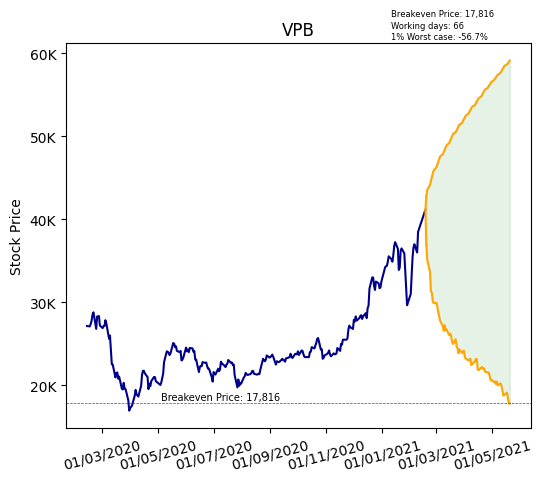 Breakeven Price: 17,816
Working days: 66
1% Worst case: -56.7%
VPB
60K
50K
40K
30K
20K
Stock Price
Breakeven Price: 17,816
01/03/2020
01/05/2020
01/07/2020
01/09/2020
01/11/2020
01/01/2021
01/03/2021
01/05/2021